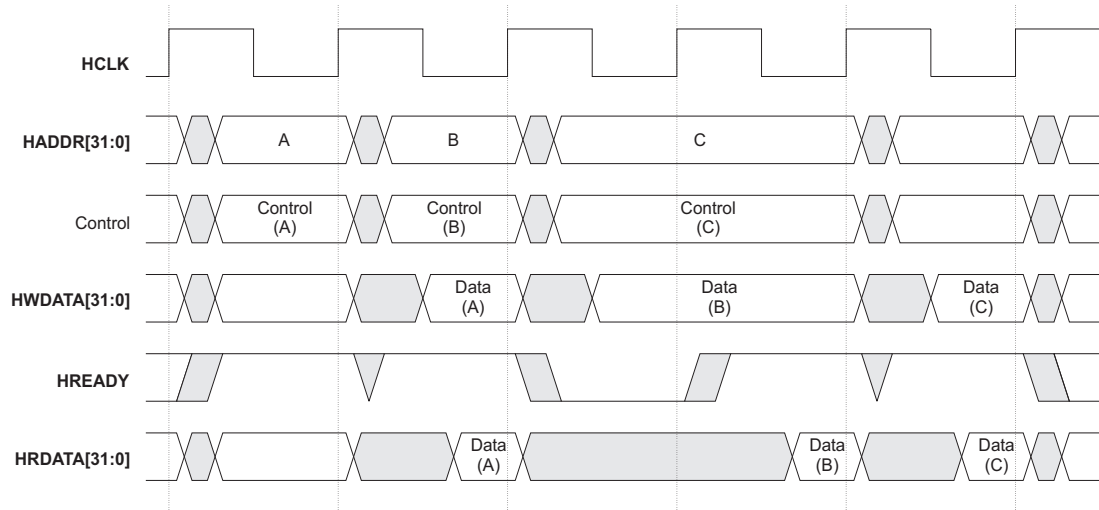 HCLK
HADDR[31:0]
A
B
C
Control
Control
(A)
Control
(B)
Control
(C)
HWDATA[31:0]
Data
(A)
Data
(B)
Data
(C)
HREADY
HRDATA[31:0]
Data
(A)
Data
(B)
Data
(C)